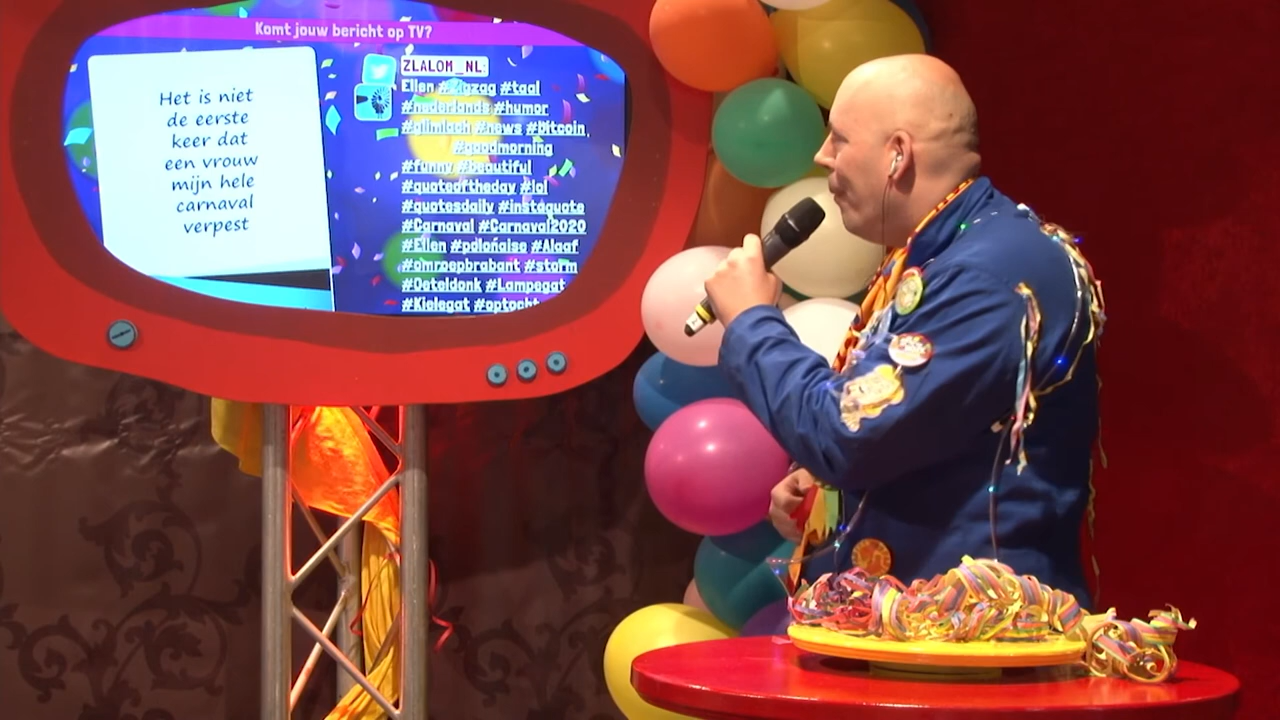 Komt jouw bericht op TV?
Het is niet
de eerste
keer dat
een vrouw
mijn hele
carnaval
verpest
ZLALOM_NL:
Ellen #zigzag #taal
#nederlands #humor
#glimlach #news #bitcoin
#goodmorning
#funny #beautiful
#quoteoftheday #lol
#quotesdaily #instaquote
#Carnaval #Carnaval2020
#Ellen #polonaise #Alaaf
#omroepbrabant #storm
#Oeteldonk #Lampegat
#Kielegat #optocht